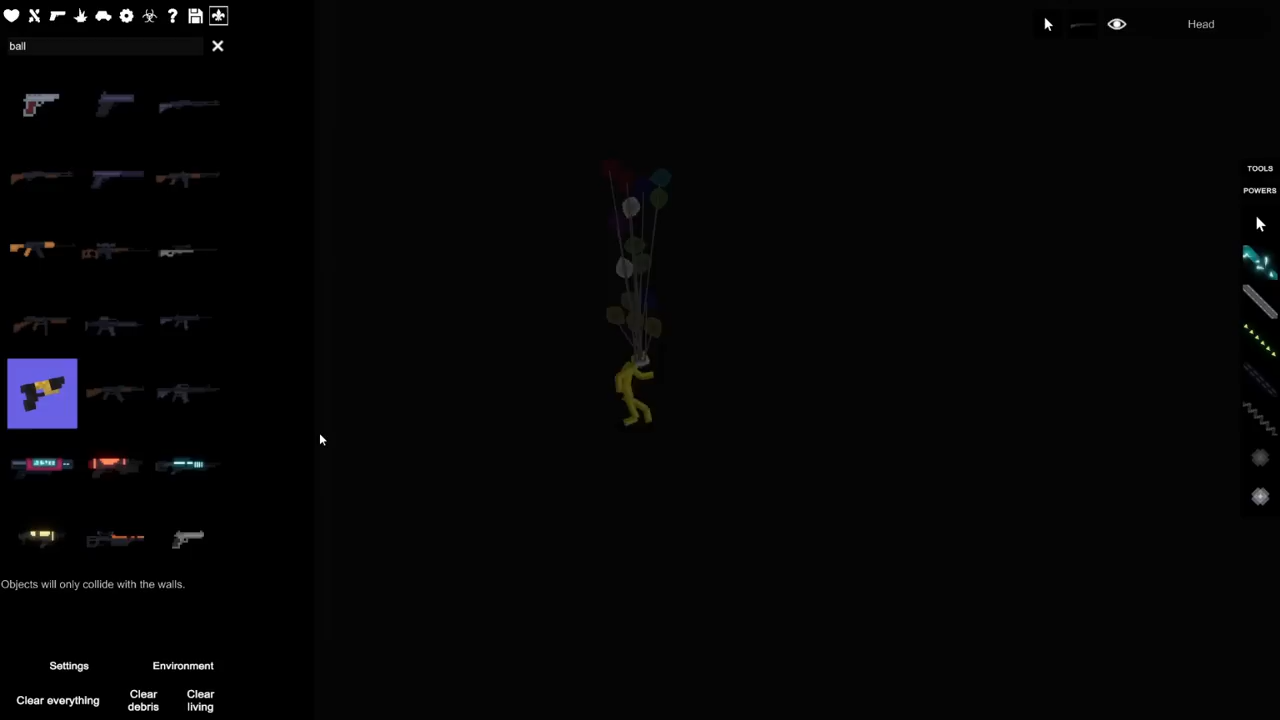 ball
Head
TOOLS
POWERS
Objects will only collide with the walls.
Settings
Environment
Clear everything
Clear
debris
Clear
living